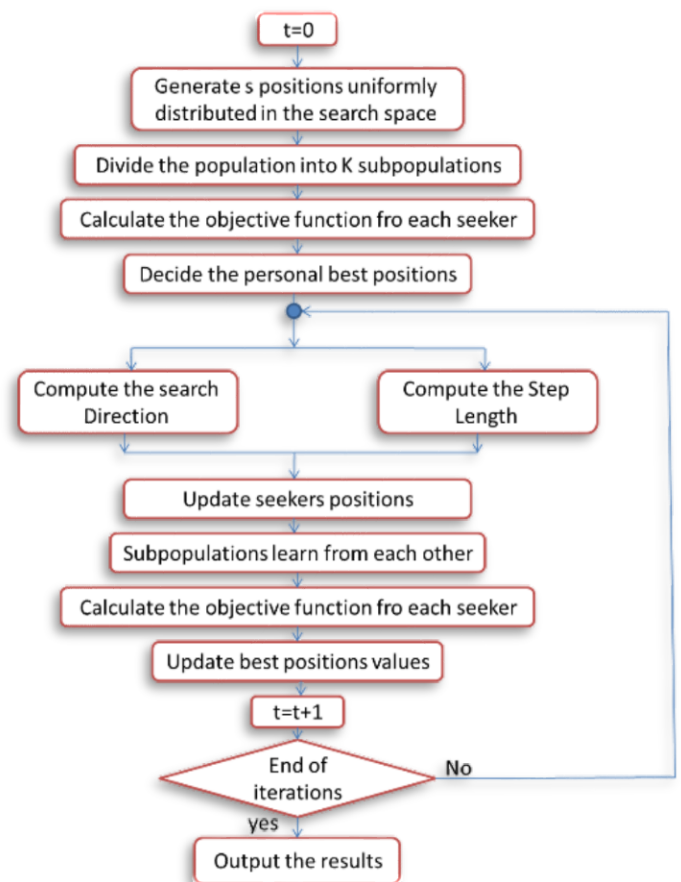 t=0
Generate s positions uniformly
distributed in the search space
Divide the population into K subpopulations
Calculate the objective function fro each seeker
Decide the personal best positions
Compute the search
Direction
Compute the Step
Length
Update seekers positions
Subpopulations learn from each other
Calculate the objective function fro each seeker
Update best positions values
t=t+1
End of
iterations
No
yes
Output the results